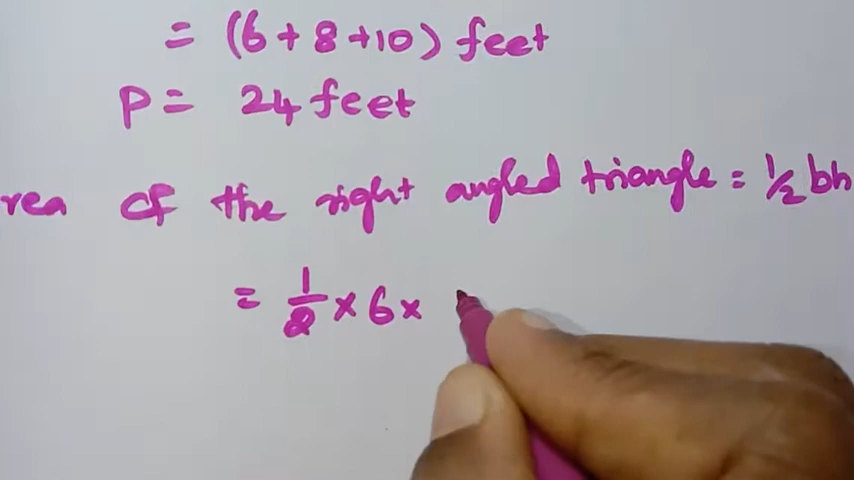 = (6+8+10) feet
P = 24 feet
rea of the right angled triangle = 1/2 bh
= 1/2 × 6 ×